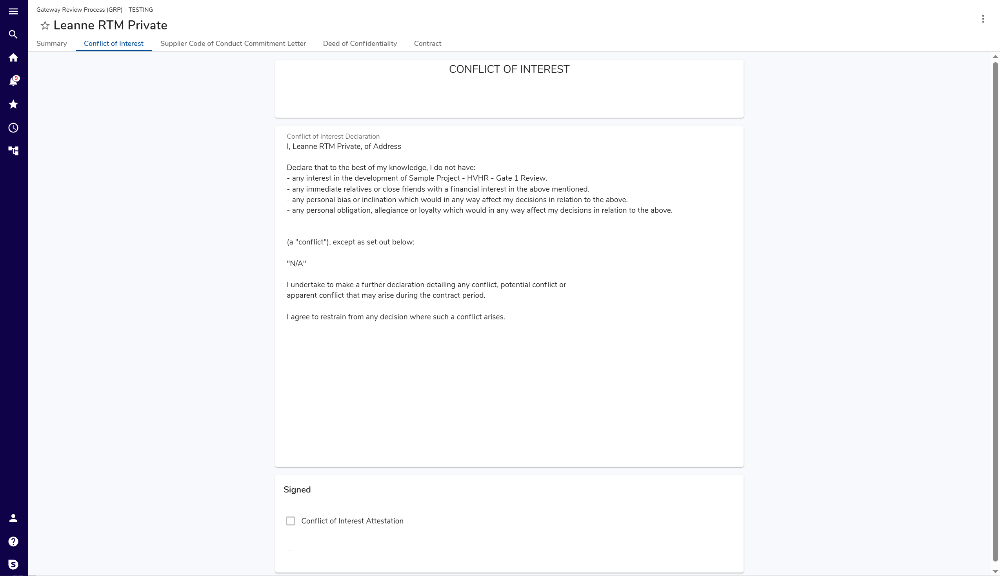 Gateway Review Process (GRP) - TESTING
Leanne RTM Private
Summary
Conflict of Interest
Supplier Code of Conduct Commitment Letter
Deed of Confidentiality
Contract
9
CONFLICT OF INTEREST
Conflict of Interest Declaration
I, Leanne RTM Private, of Address
Declare that to the best of my knowledge, I do not have:
- any interest in the development of Sample Project - HVHR - Gate 1 Review.
- any immediate relatives or close friends with a financial interest in the above mentioned.
- any personal bias or inclination which would in any way affect my decisions in relation to the above.
- any personal obligation, allegiance or loyalty which would in any way affect my decisions in relation to the above.
(a "conflict"), except as set out below:
"N/A"
I undertake to make a further declaration detailing any conflict, potential conflict or
apparent conflict that may arise during the contract period.
I agree to restrain from any decision where such a conflict arises.
Signed
Conflict of Interest Attestation
--